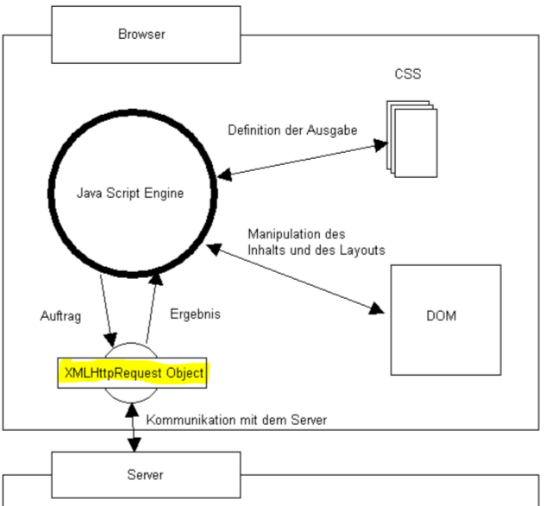 Browser
CSS
Definition der Ausgabe
Java Script Engine
Manipulation des
Inhalts und des Layouts
Auftrag
Ergebnis
DOM
XMLHttpRequest Object
Kommunikation mit dem Server
Server